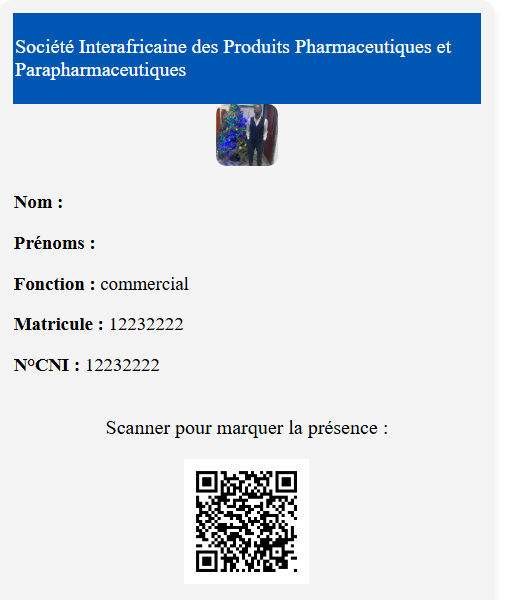 Société Interafricaine des Produits Pharmaceutiques et
Parapharmaceutiques
Nom :
Prénoms :
Fonction : commercial
Matricule : 12232222
N°CNI : 12232222
Scanner pour marquer la présence :